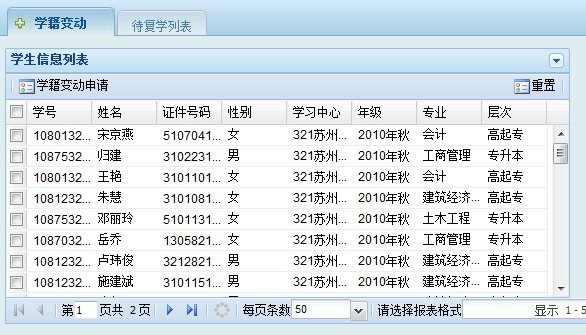 学籍变动 待复学列表
学生信息列表
学籍变动申请 重置
学号 姓名 证件号码 性别 学习中心 年级 专业 层次
1080132... 宋京燕 5107041... 女 321苏州... 2010年秋 会计 高起专
1087532... 归建 3102231... 男 321苏州... 2010年秋 工商管理 专升本
1080132... 王艳 3101101... 女 321苏州... 2010年秋 会计 高起专
1081232... 朱慧 3101081... 女 321苏州... 2010年秋 建筑经济... 高起专
1087532... 邓丽玲 5101131... 女 321苏州... 2010年秋 土木工程 专升本
1087032... 岳乔 1305821... 女 321苏州... 2010年秋 工商管理 专升本
1081232... 卢玮俊 3212821... 男 321苏州... 2010年秋 建筑经济... 高起专
1081232... 施建斌 3101151... 男 321苏州... 2010年秋 建筑经济... 高起专
第 1 页共 2 页 每页条数 50 请选择报表格式 显示 1 - 5